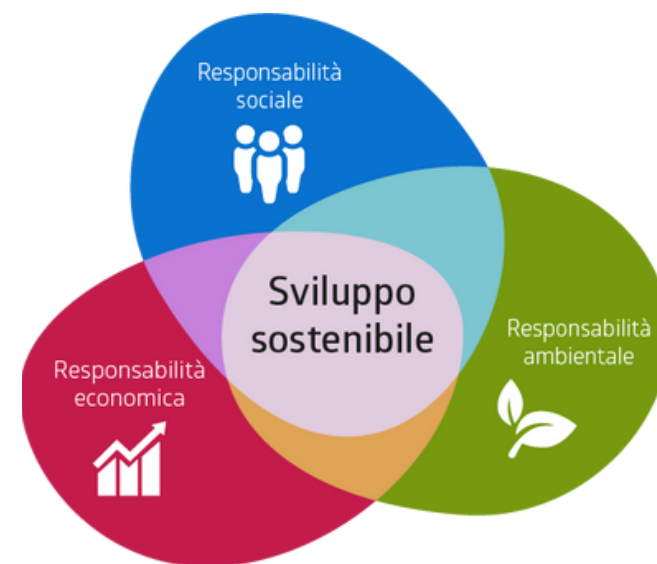 Responsabilità
sociale
Sviluppo
sostenibile
Responsabilità
ambientale
Responsabilità
economica